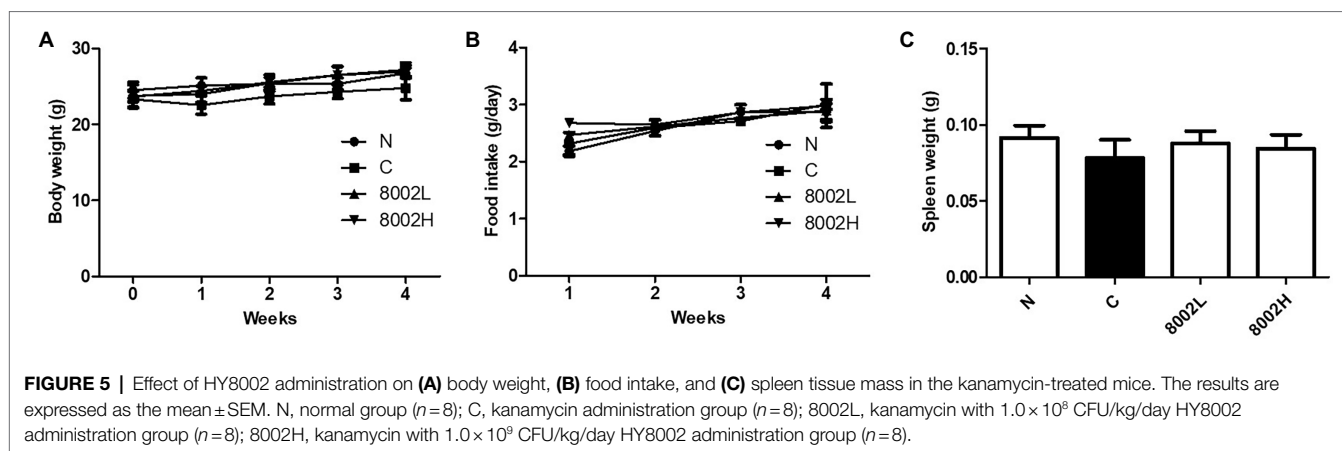 A
Body weight (g)
30
20
10
0
N
C
8002L
8002H
0 1 2 3 4
Weeks
B
Food intake (g/day)
4
3
2
1
0
N
C
8002L
8002H
1 2 3 4
Weeks
C
Spleen weight (g)
0.15
0.10
0.05
0.00
N C 8002L 8002H
FIGURE 5 | Effect of HY8002 administration on (A) body weight, (B) food intake, and (C) spleen tissue mass in the kanamycin-treated mice. The results are
expressed as the mean ± SEM. N, normal group (n = 8); C, kanamycin administration group (n = 8); 8002L, kanamycin with 1.0 × 10⁸ CFU/kg/day HY8002
administration group (n = 8); 8002H, kanamycin with 1.0 × 10⁹ CFU/kg/day HY8002 administration group (n = 8).